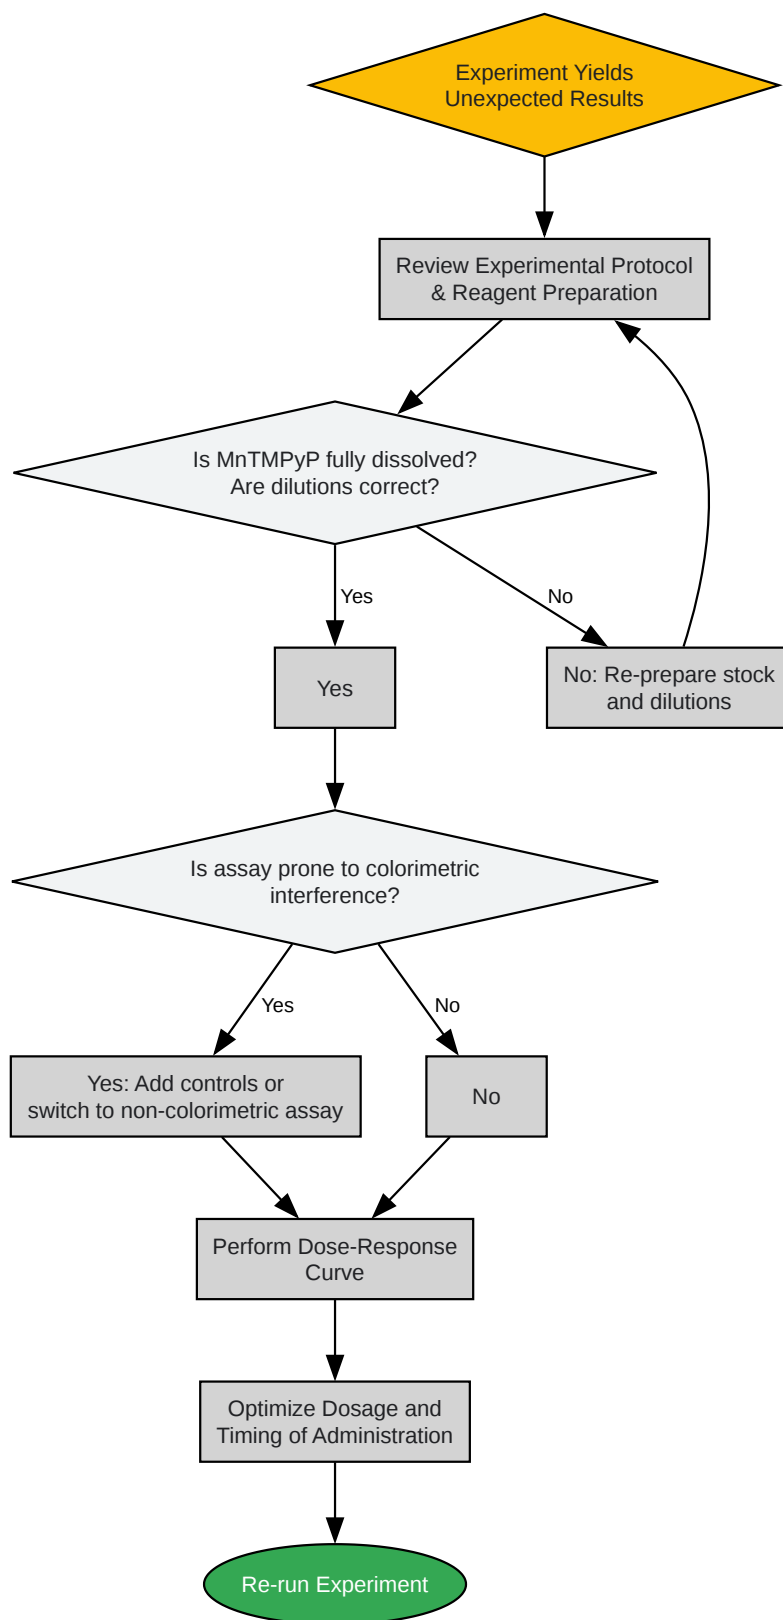 Experiment Yields
Unexpected Results
Review Experimental Protocol
& Reagent Preparation
Is MnTMPyP fully dissolved?
Are dilutions correct?
Yes
No
Yes
No: Re-prepare stock
and dilutions
Is assay prone to colorimetric
interference?
Yes
No
Yes: Add controls or
switch to non-colorimetric assay
No
Perform Dose-Response
Curve
Optimize Dosage and
Timing of Administration
Re-run Experiment